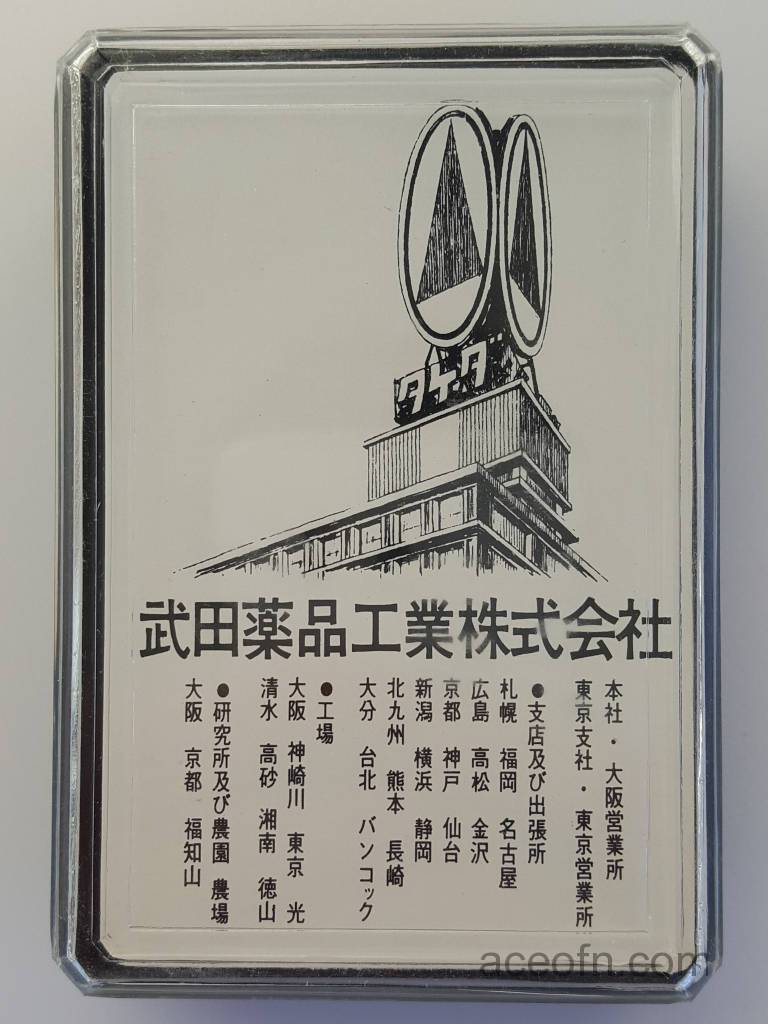 タケダ
武田薬品工業株式会社
本社・大阪営業所
東京支社・東京営業所
●支店及び出張所
札幌 福岡 名古屋
広島 高松 金沢
京都 神戸 仙台
新潟 横浜 静岡
北九州 熊本 長崎
大分 台北 バンコック
●工場
大阪 神崎川 東京 光
清水 高砂 湘南 徳山
●研究所及び農園 農場
大阪 京都 福知山
aceofn.com